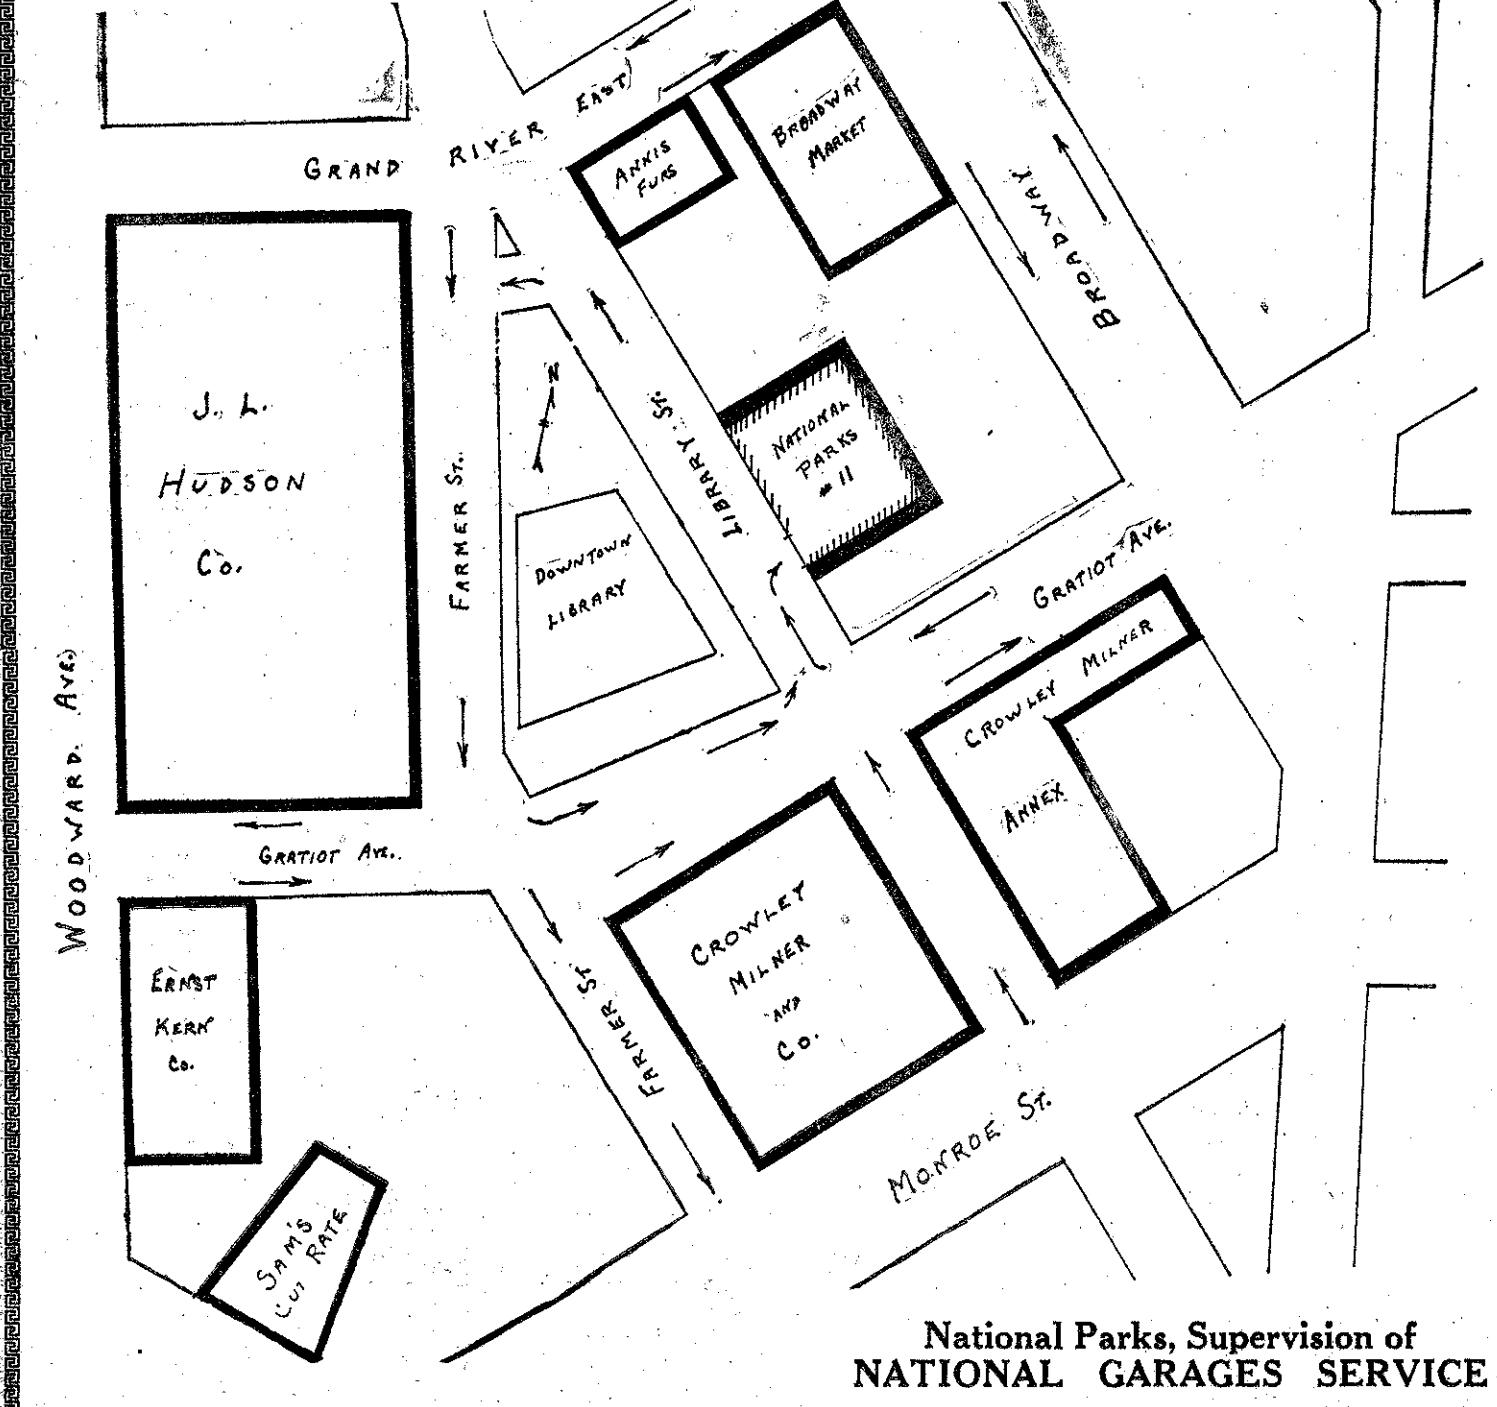 GRAND RIVER EAST)
ANNIS
FURS
BROADWAY
MARKET
BROADWAY
J. L.
HUDSON
Co.
FARMER ST.
N
LIBRARY ST.
NATIONAL
PARKS
# 11
DOWNTOWN
LIBRARY
GRATIOT AVE.
WOODWARD AVE.)
CROWLEY MILNER
ANNEX
GRATIOT AVE.
ERNST
KERN
Co.
FARMER ST
CROWLEY
MILNER
AND
Co.
MONROE ST.
SAM'S
CUT RATE
National Parks, Supervision of
NATIONAL GARAGES SERVICE